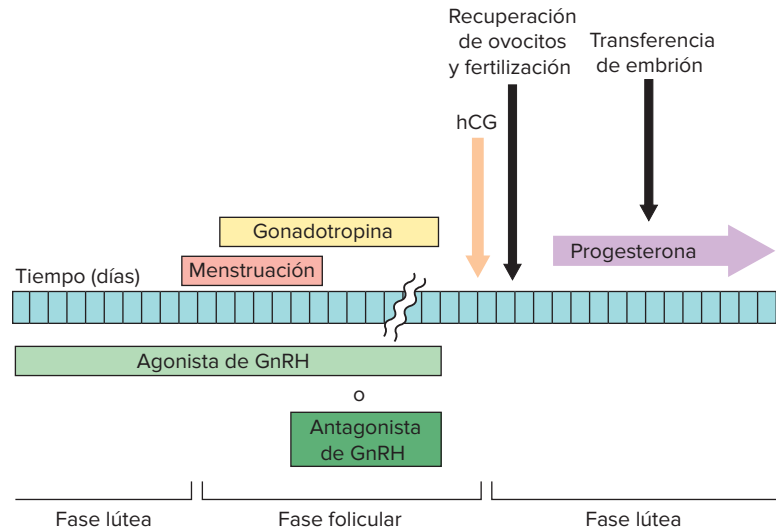 Recuperación
de ovocitos
y fertilización
Transferencia
de embrión
hCG
Gonadotropina
Menstruación
Progesterona
Tiempo (días)
Agonista de GnRH
o
Antagonista
de GnRH
Fase lútea
Fase folicular
Fase lútea